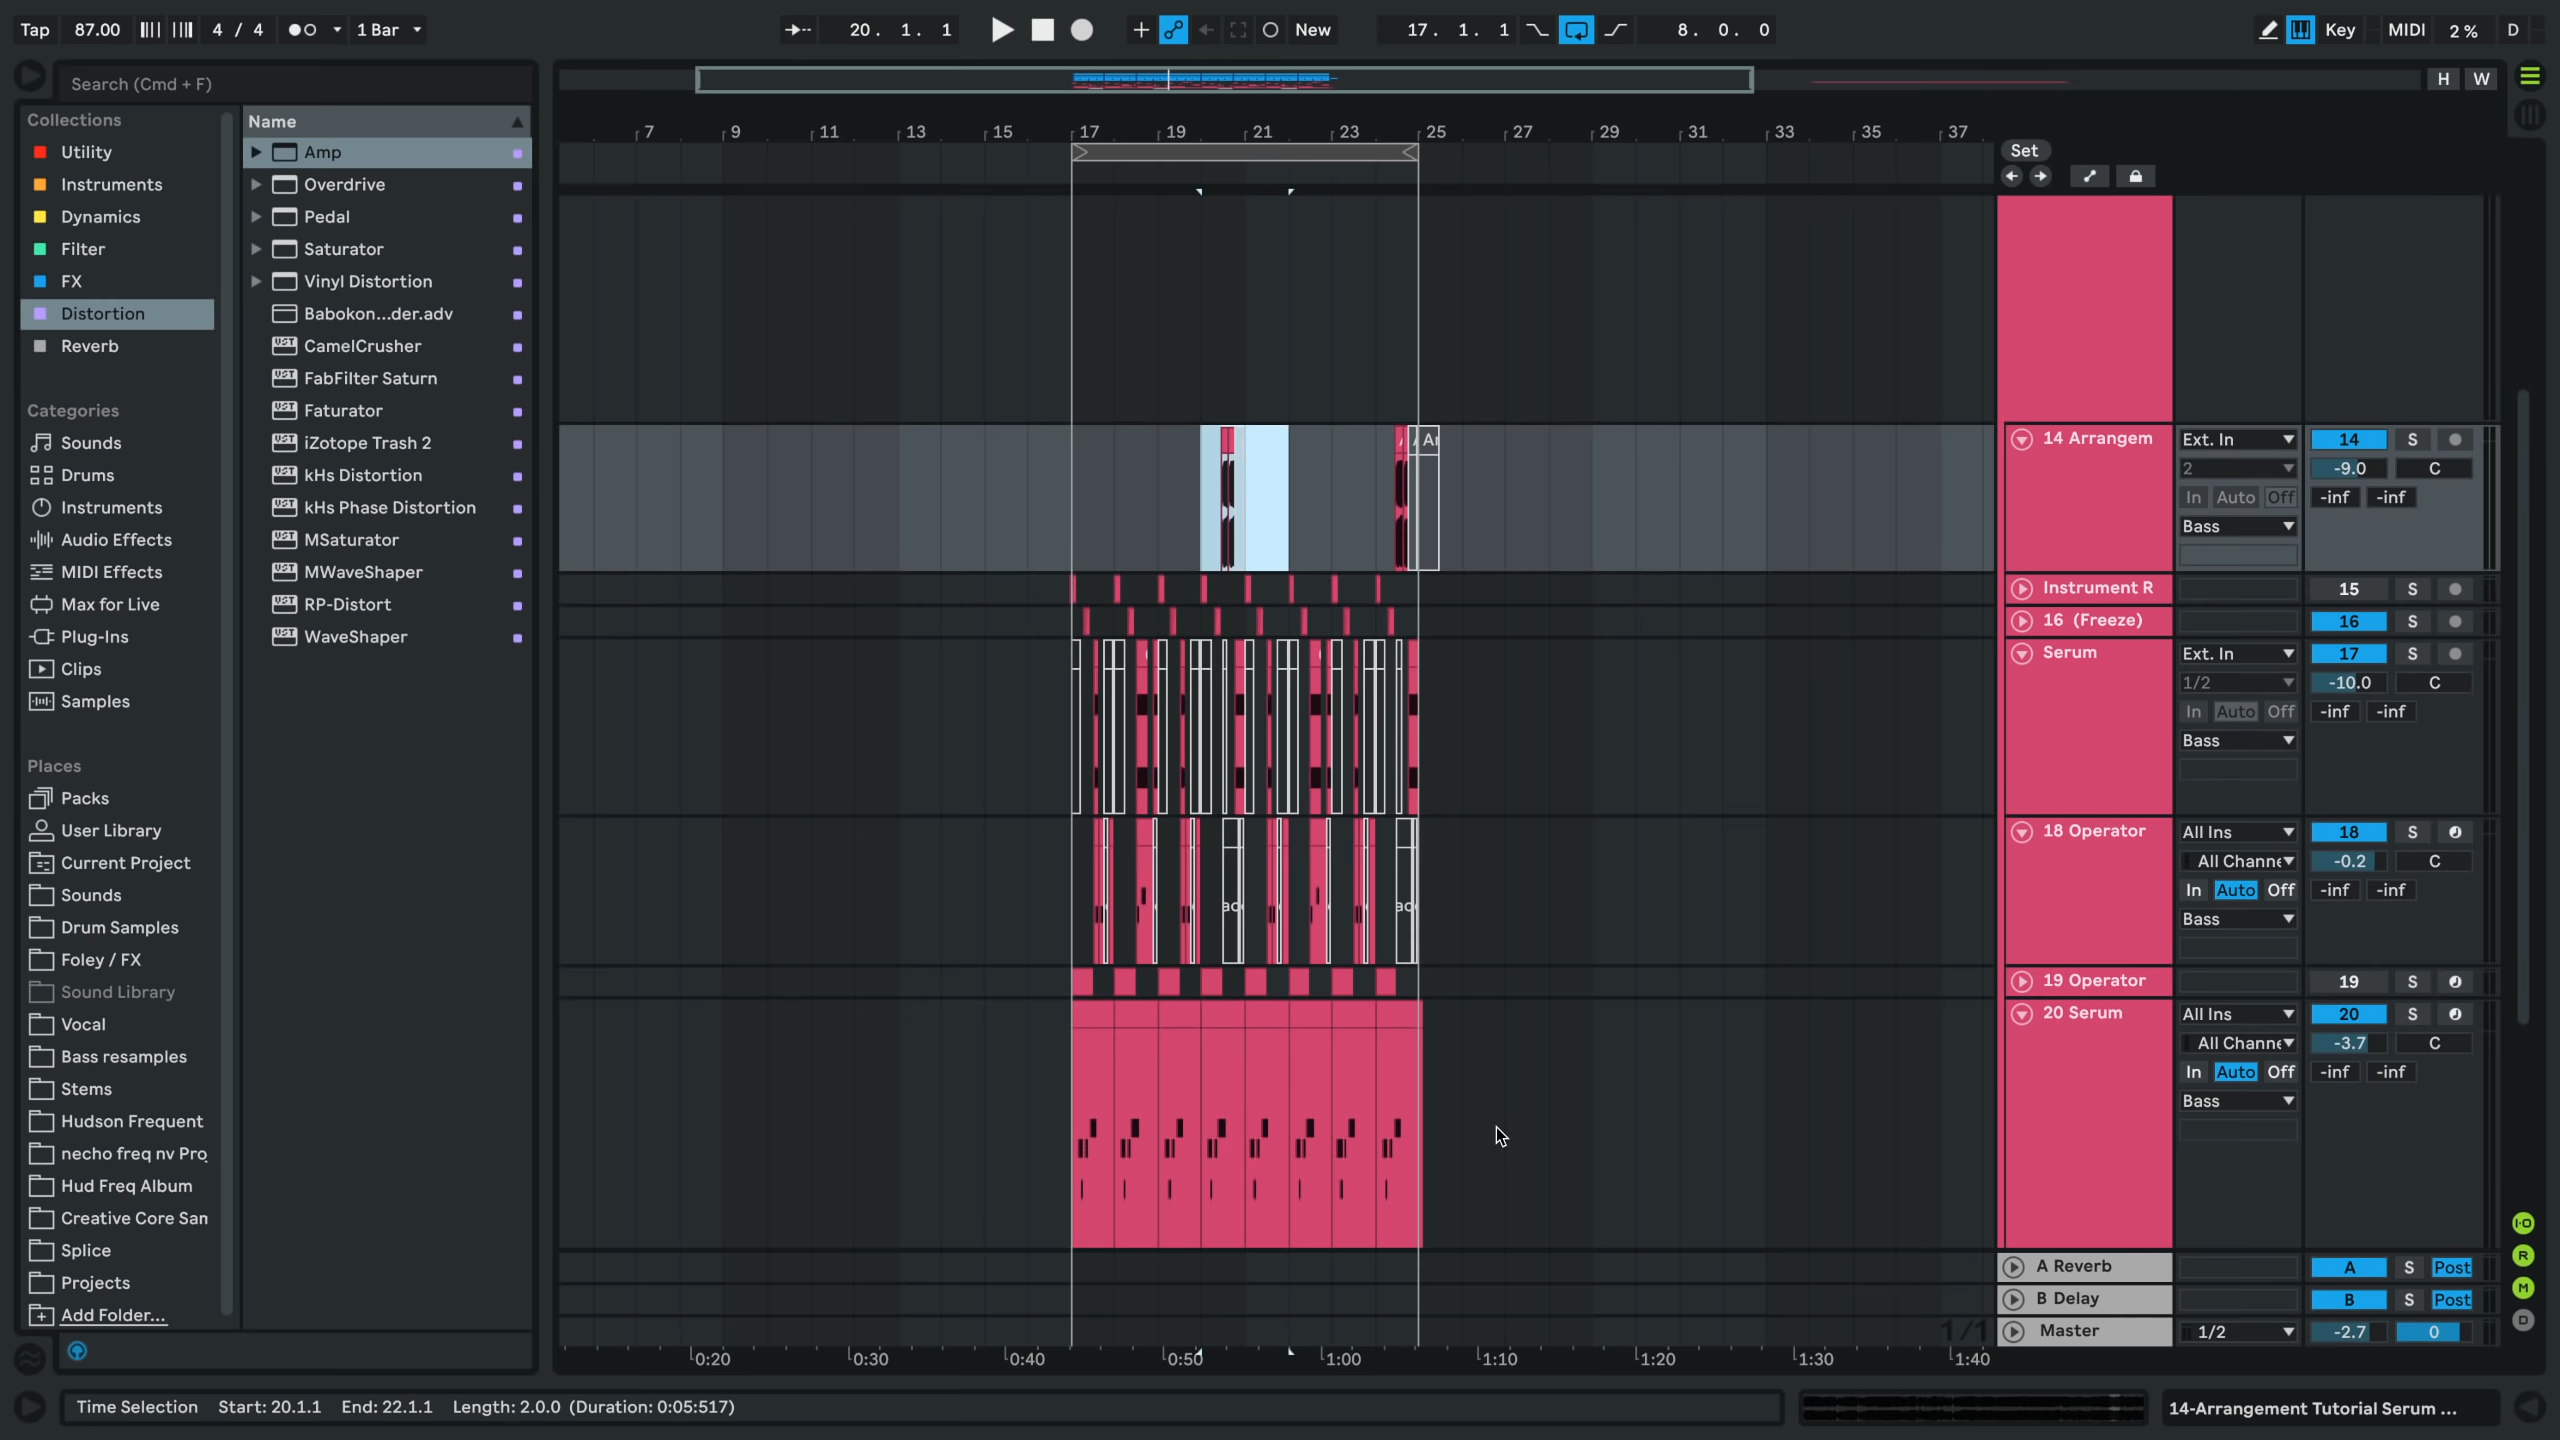 Tap 87.00 4 / 4 1 Bar 20. 1. 1 New 17. 1. 1 8. 0. 0 Key MIDI 2 % D
Search (Cmd + F)
H W
Collections
Utility
Instruments
Dynamics
Filter
FX
Distortion
Reverb
Categories
Sounds
Drums
Instruments
Audio Effects
MIDI Effects
Max for Live
Plug-Ins
Clips
Samples
Places
Packs
User Library
Current Project
Sounds
Drum Samples
Foley / FX
Sound Library
Vocal
Bass resamples
Stems
Hudson Frequent
necho freq nv Pro
Hud Freq Album
Creative Core San
Splice
Projects
Add Folder...
Name
Amp
Overdrive
Pedal
Saturator
Vinyl Distortion
Babokon...der.adv
CamelCrusher
FabFilter Saturn
Faturator
iZotope Trash 2
kHs Distortion
kHs Phase Distortion
MSaturator
MWaveShaper
RP-Distort
WaveShaper
7 9 11 13 15 17 19 21 23 25 27 29 31 33 35 37
Set
14 Arrangem Ext. In 14 S
2 -9.0 C
In Auto Off -inf -inf
Bass
Instrument R 15 S
16 (Freeze) 16 S
Serum Ext. In 17 S
1/2 -10.0 C
In Auto Off -inf -inf
Bass
18 Operator All Ins 18 S
All Channe -0.2 C
In Auto Off -inf -inf
Bass
19 Operator 19 S
20 Serum All Ins 20 S
All Channe -3.7 C
In Auto Off -inf -inf
Bass
A Reverb A S Post
B Delay B S Post
1/1 Master 1/2 -2.7 0
I·O
R
M
D
0:20 0:30 0:40 0:50 1:00 1:10 1:20 1:30 1:40
Time Selection Start: 20.1.1 End: 22.1.1 Length: 2.0.0 (Duration: 0:05:517)
14-Arrangement Tutorial Serum ...